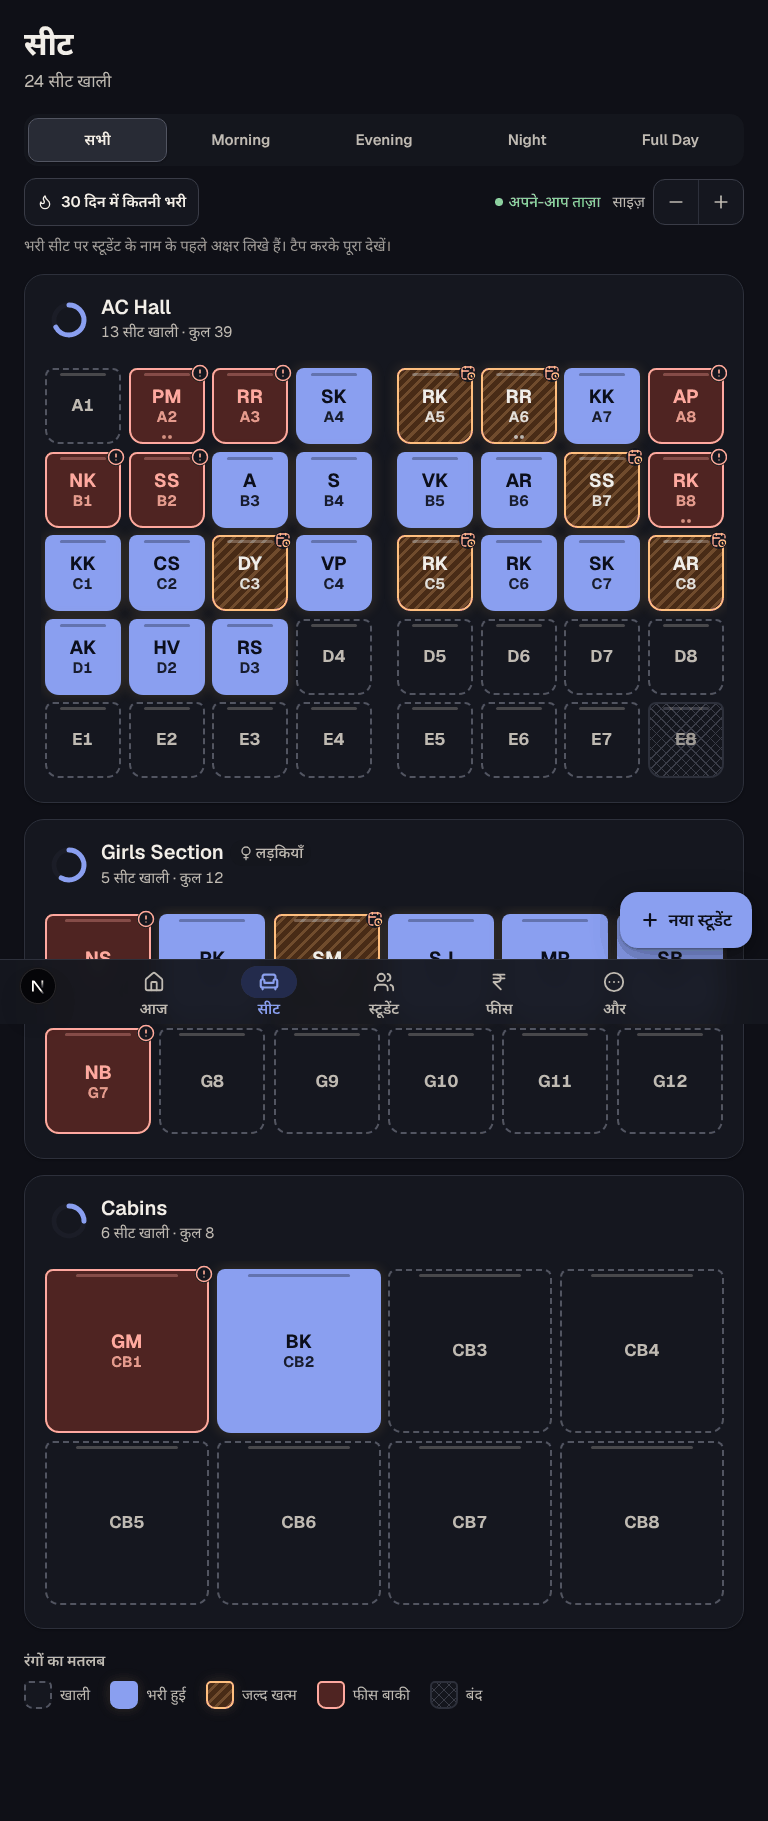 सीट
24 सीट खाली
सभी Morning Evening Night Full Day
30 दिन में कितनी भरी अपने-आप ताज़ा साइज़ − +
भरी सीट पर स्टूडेंट के नाम के पहले अक्षर लिखे हैं। टैप करके पूरा देखें।
AC Hall
13 सीट खाली · कुल 39
A1 PM RR SK RK RR KK AP
A2 A3 A4 A5 A6 A7 A8
NK SS A S VK AR SS RK
B1 B2 B3 B4 B5 B6 B7 B8
KK CS DY VP RK RK SK AR
C1 C2 C3 C4 C5 C6 C7 C8
AK HV RS D4 D5 D6 D7 D8
D1 D2 D3
E1 E2 E3 E4 E5 E6 E7 E8
Girls Section ♀ लड़कियाँ
5 सीट खाली · कुल 12
+ नया स्टूडेंट
NS SM
N आज सीट स्टूडेंट फीस और
NB G8 G9 G10 G11 G12
G7
Cabins
6 सीट खाली · कुल 8
GM BK CB3 CB4
CB1 CB2
CB5 CB6 CB7 CB8
रंगों का मतलब
खाली भरी हुई जल्द खत्म फीस बाकी बंद